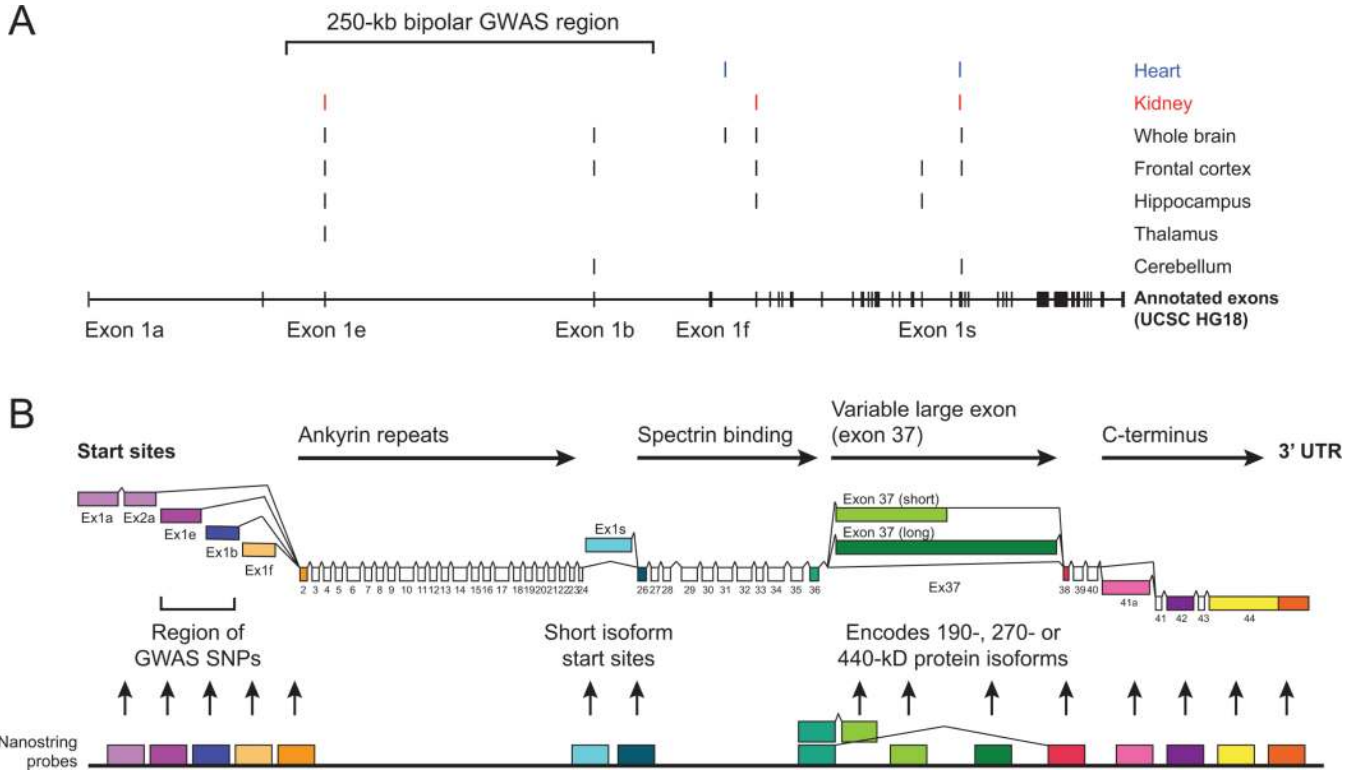 A
250-kb bipolar GWAS region
Heart
Kidney
Whole brain
Frontal cortex
Hippocampus
Thalamus
Cerebellum
Annotated exons
(UCSC HG18)
Exon 1a
Exon 1e
Exon 1b
Exon 1f
Exon 1s
B
Start sites
Ankyrin repeats
Spectrin binding
Variable large exon
(exon 37)
C-terminus
3' UTR
Ex1a
Ex2a
Ex1e
Ex1b
Ex1f
Ex1s
Exon 37 (short)
Exon 37 (long)
Ex37
2 3 4 5 6 7 8 9 10 11 12 13 14 15 16 17 18 19 20 21 22 23 24
26 27 28 29 30 31 32 33 34 35 36
38 39 40
41a
41 42 43 44
Region of
GWAS SNPs
Short isoform
start sites
Encodes 190-, 270- or
440-kD protein isoforms
Nanostring
probes